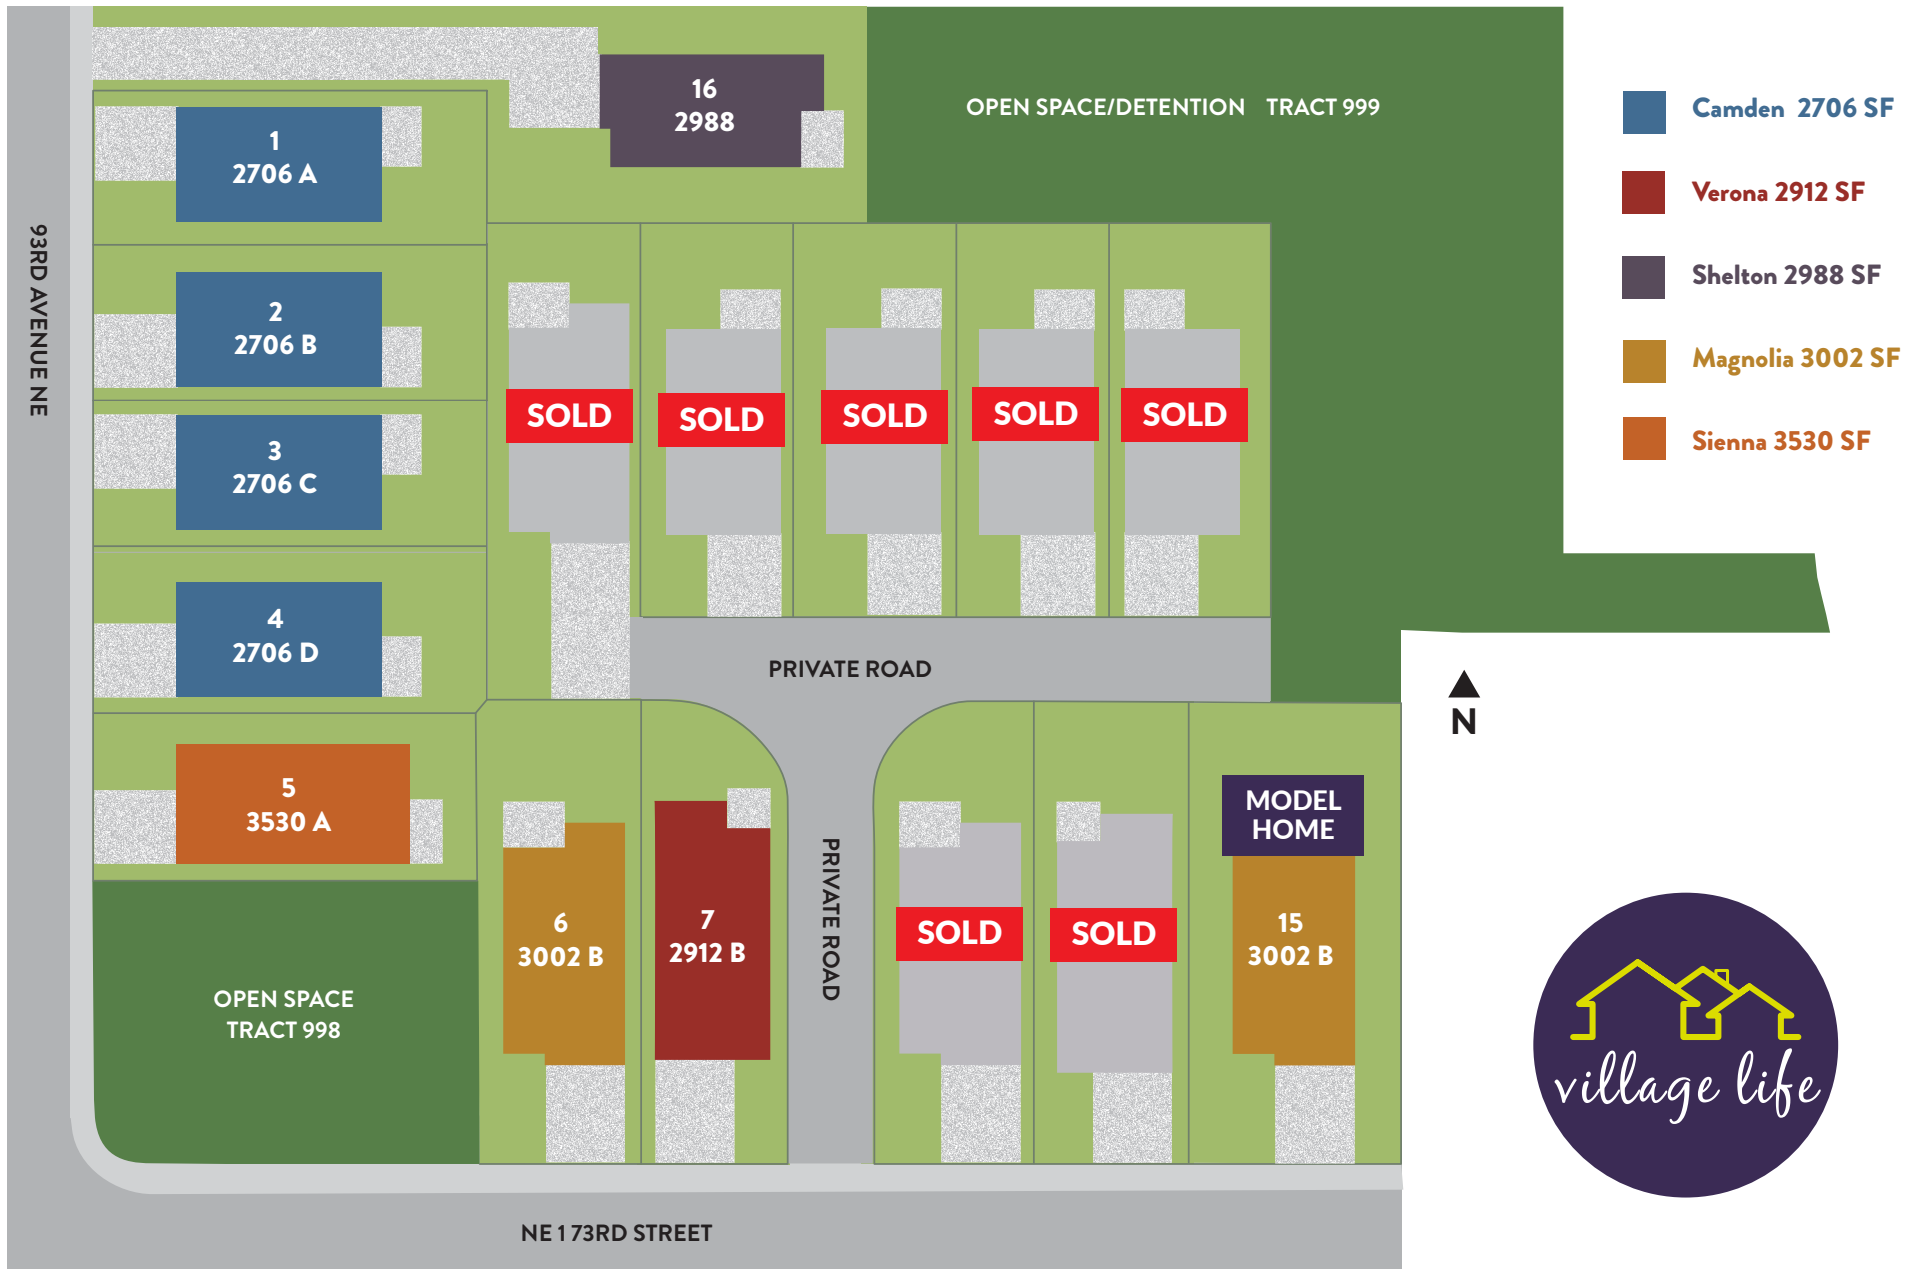 16
2988
OPEN SPACE/DETENTION TRACT 999
Camden 2706 SF
Verona 2912 SF
Shelton 2988 SF
Magnolia 3002 SF
Sienna 3530 SF
1
2706 A
2
2706 B
3
2706 C
4
2706 D
5
3530 A
93RD AVENUE NE
SOLD
SOLD
SOLD
SOLD
SOLD
PRIVATE ROAD
N
6
3002 B
7
2912 B
PRIVATE ROAD
SOLD
SOLD
MODEL
HOME
15
3002 B
OPEN SPACE
TRACT 998
village life
NE 1 73RD STREET